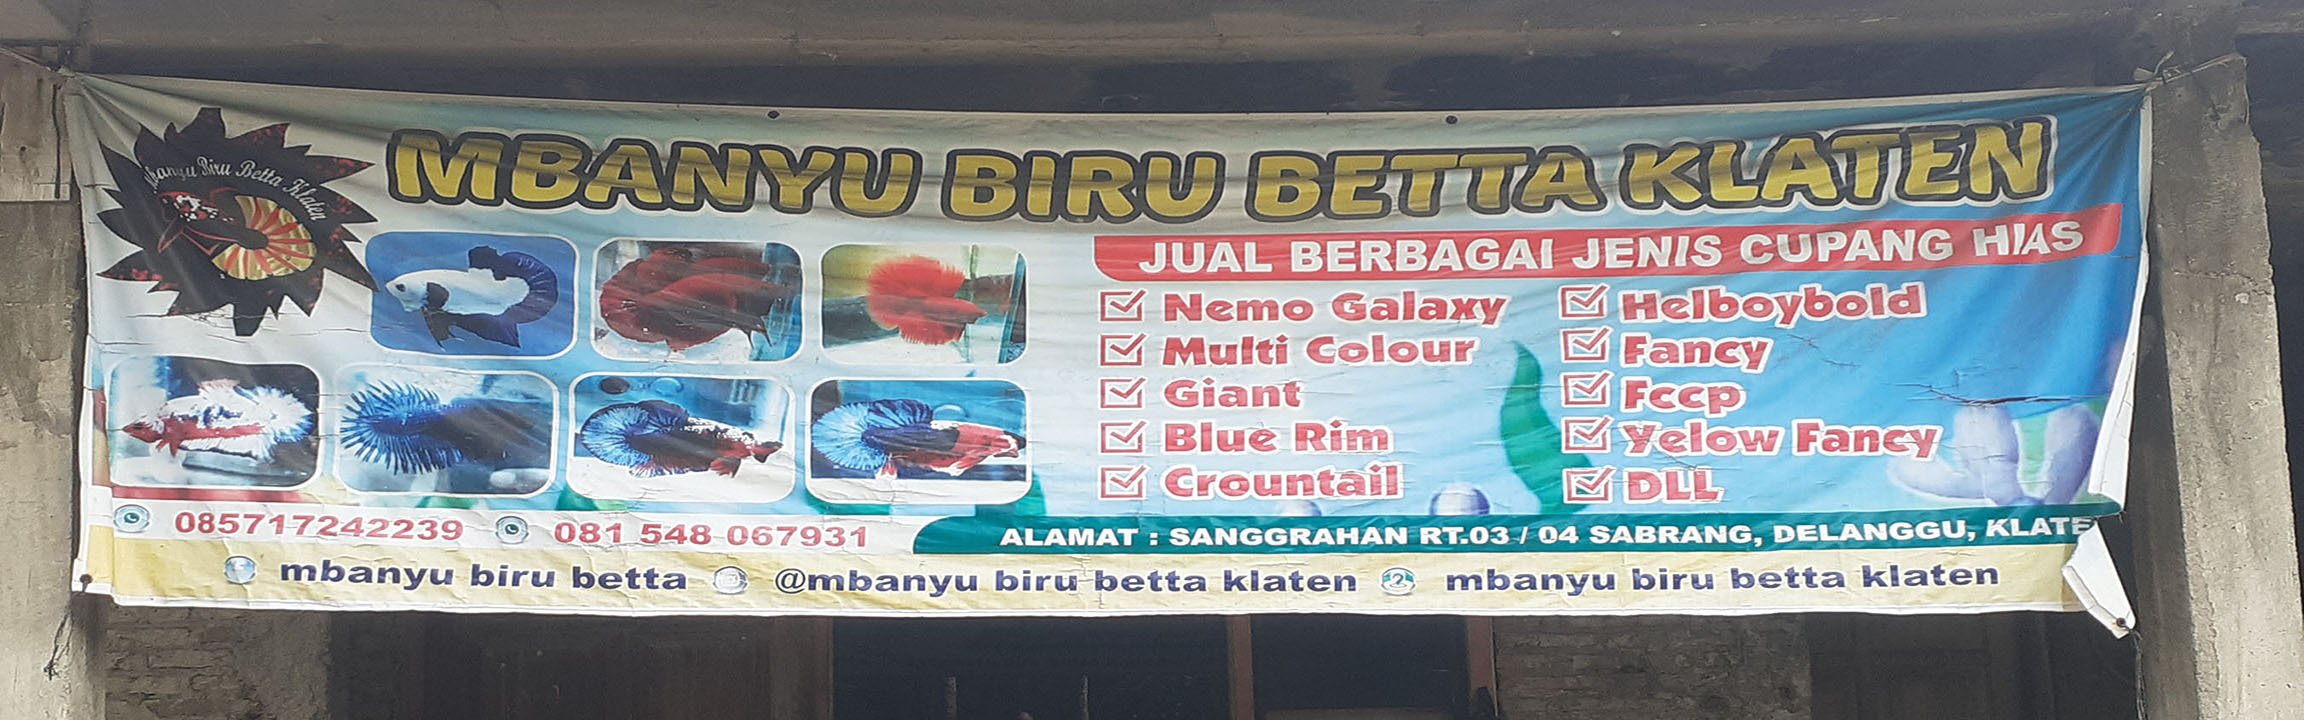 Mbanyu Biru Betta Klaten
MBANYU BIRU BETTA KLATEN
JUAL BERBAGAI JENIS CUPANG HIAS
Nemo Galaxy
Multi Colour
Giant
Blue Rim
Crountail
Helboybold
Fancy
Fccp
Yelow Fancy
DLL
085717242239 081 548 067931
ALAMAT : SANGGRAHAN RT.03 / 04 SABRANG, DELANGGU, KLATE
mbanyu biru betta @mbanyu biru betta klaten mbanyu biru betta klaten